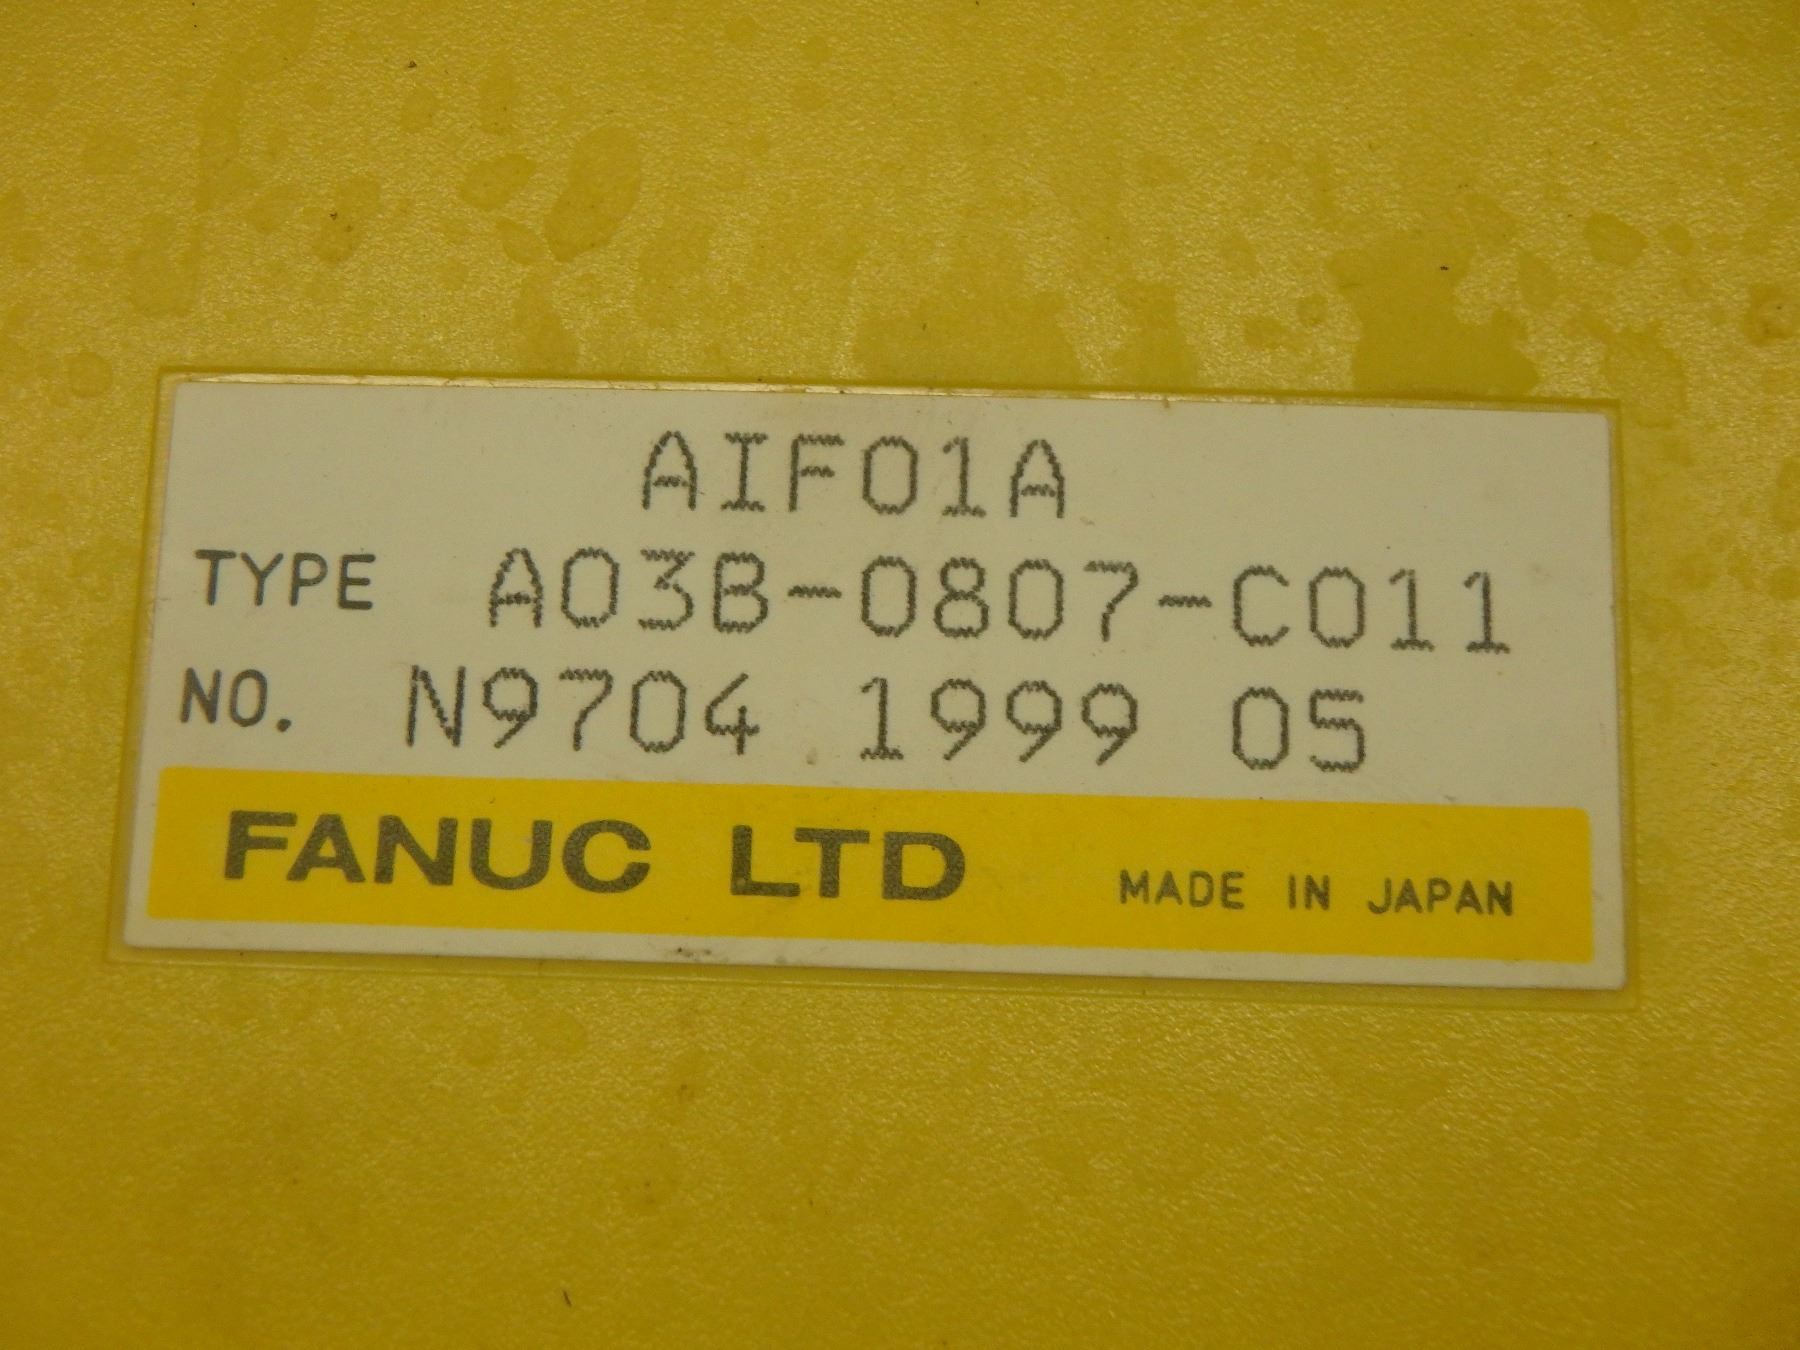 AIF01A
TYPE A03B-0807-C011
NO. N9704 1999 05
FANUC LTD MADE IN JAPAN